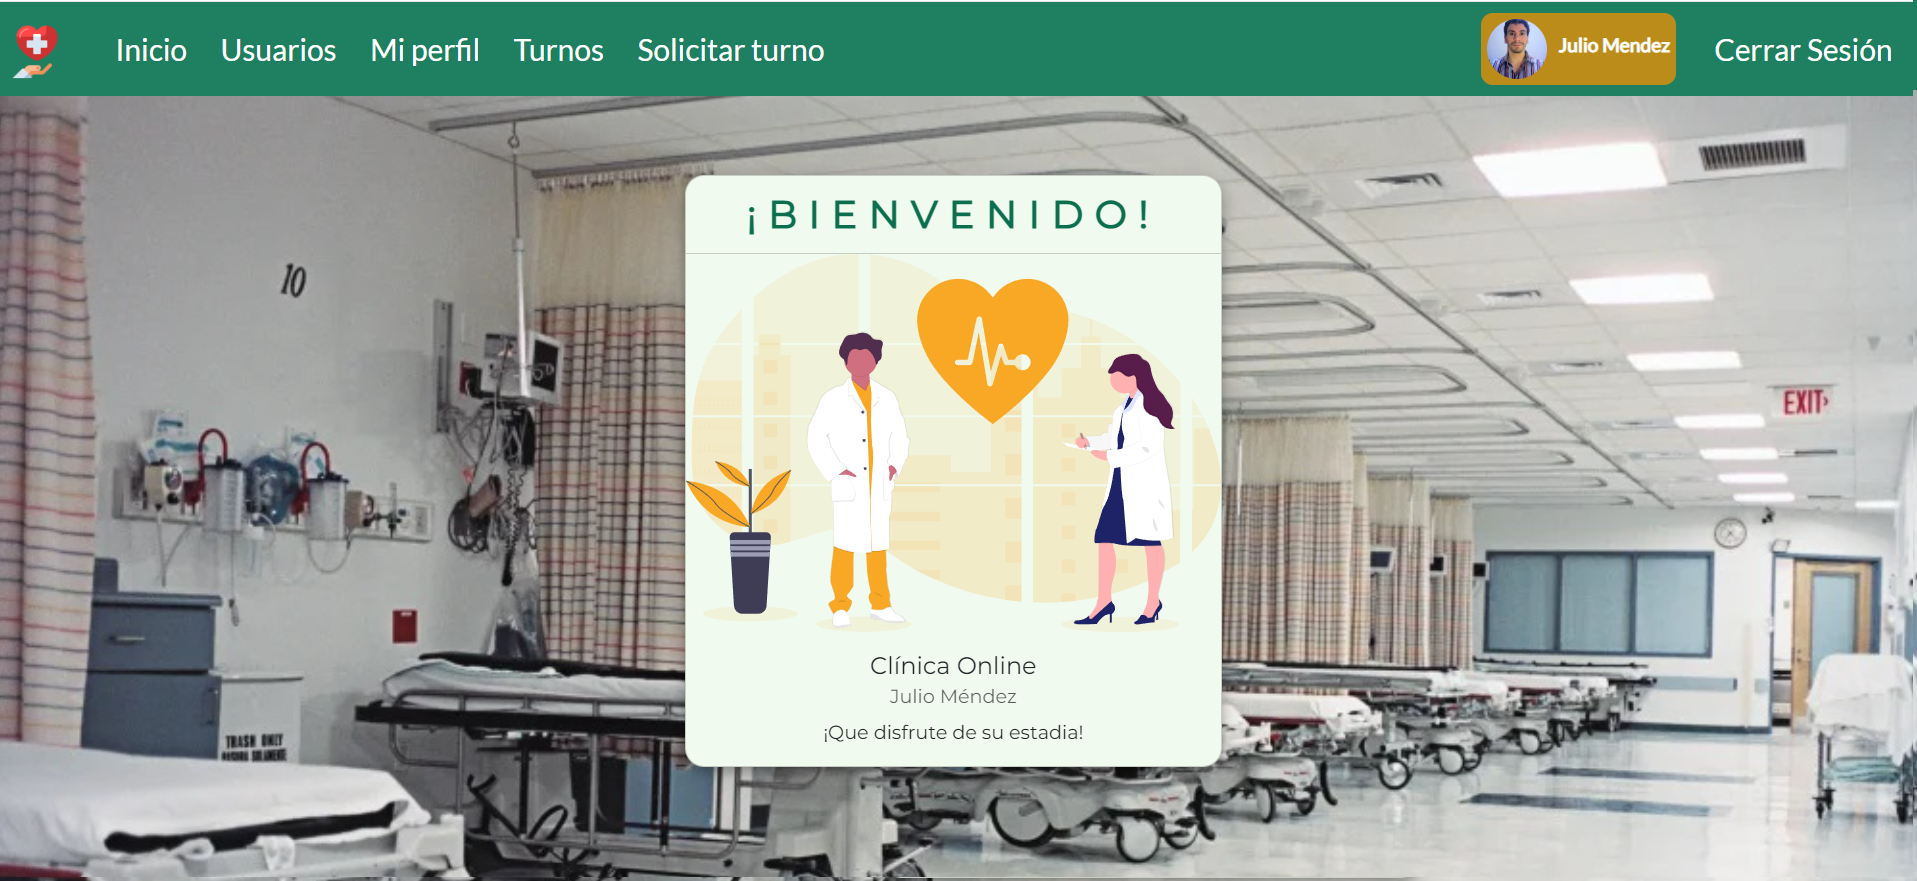 Inicio Usuarios Mi perfil Turnos Solicitar turno Julio Mendez Cerrar Sesión
¡BIENVENIDO!
10
EXIT
Clínica Online
Julio Méndez
¡Que disfrute de su estadia!
TRASH ONLY